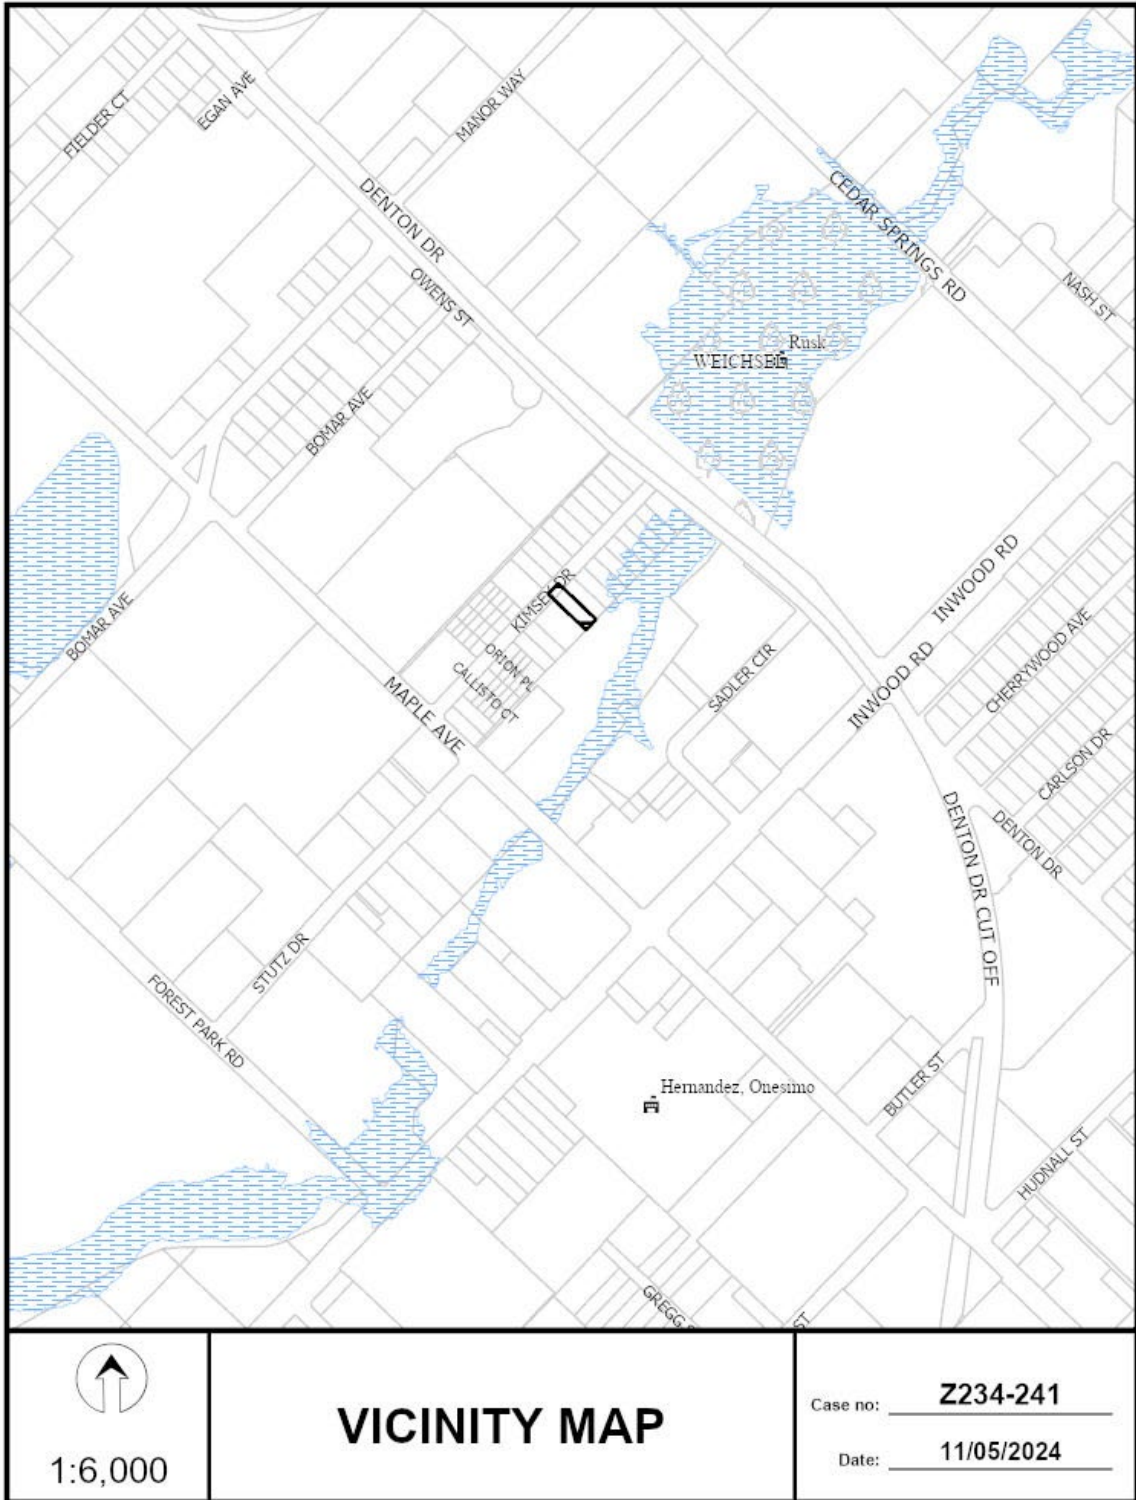 FIELDER CT
EGAN AVE
MANOR WAY
DENTON DR
CEDAR SPRINGS RD
OWENS ST
NASH ST
Rusk
WEICHSEL
BOMAR AVE
BOMAR AVE
KIMSEY DR
ORION PL
CALLISTO CT
MAPLE AVE
SADLER CIR
INWOOD RD
INWOOD RD
CHERRYWOOD AVE
CARLSON DR
DENTON DR
DENTON DR CUT OFF
STUTZ DR
FOREST PARK RD
Hernandez, Onesimo
BUTLER ST
HUDNALL ST
GREGG
ST
1:6,000
VICINITY MAP
Case no: Z234-241
Date: 11/05/2024